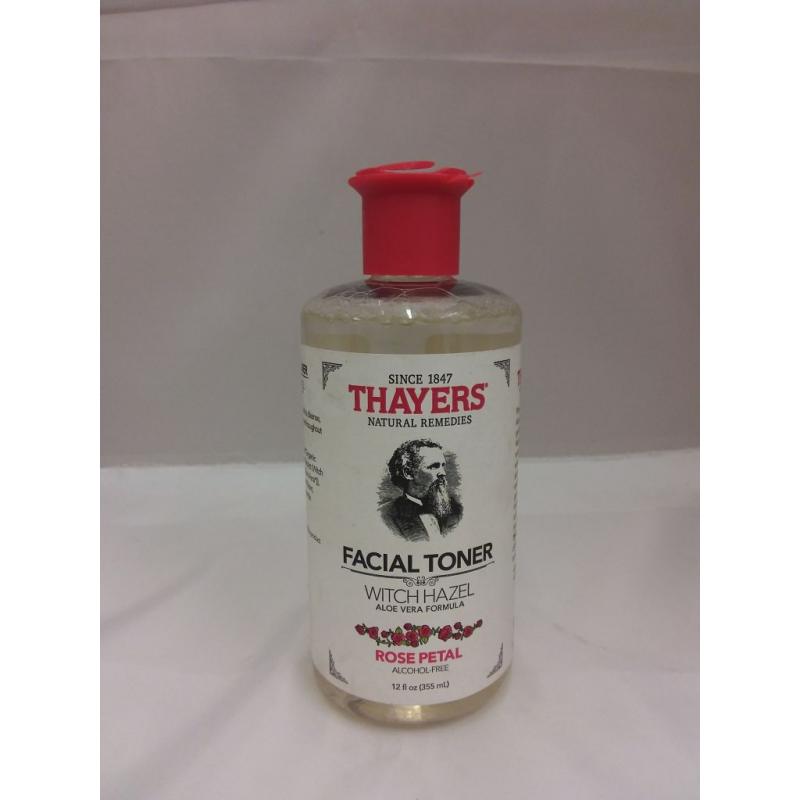 SINCE 1847
THAYERS®
NATURAL REMEDIES
FACIAL TONER
WITCH HAZEL
ALOE VERA FORMULA
ROSE PETAL
ALCOHOL-FREE
12 fl oz (355 mL)